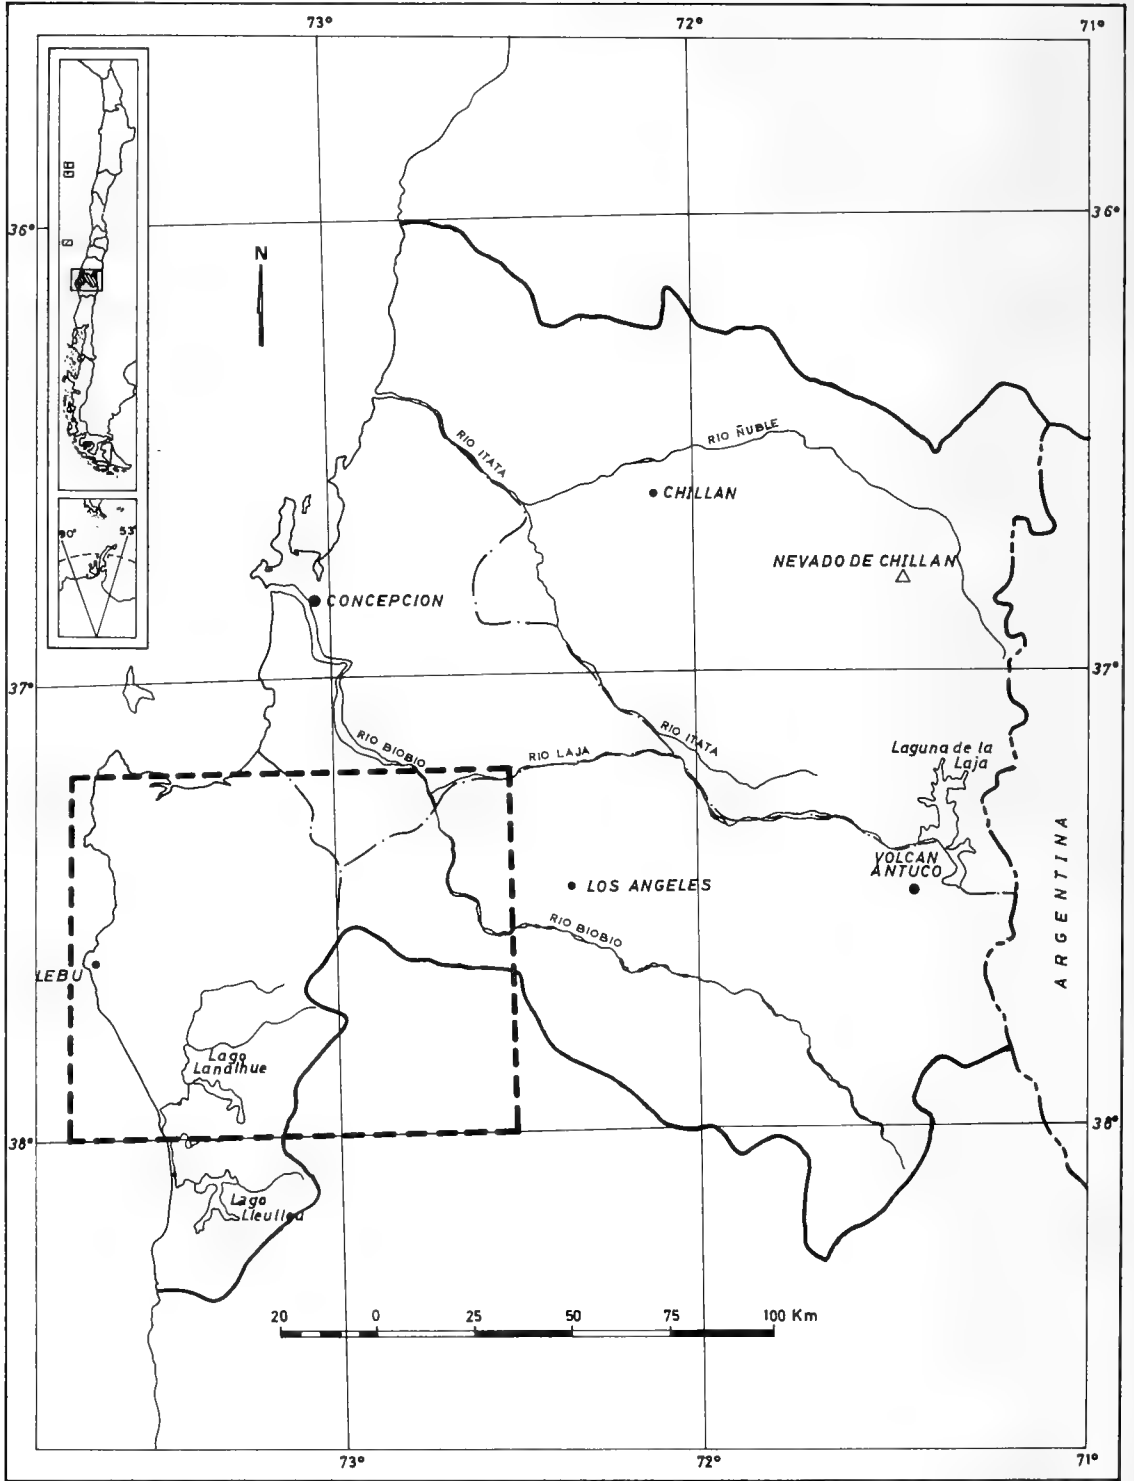 73°
72°
71°
36°
36°
N
RIO ITATA
RIO ÑUBLE
CHILLAN
90°
53°
NEVADO DE CHILLAN
CONCEPCION
37°
37°
RIO BIOBIO
RIO LAJA
RIO ITATA
Laguna de la
Laja
VOLCAN
ANTUCO
ARGENTINA
LOS ANGELES
RIO BIOBIO
LEBU
Lago
Lanalhue
38°
38°
Lago
Lleulleu
20 0 25 50 75 100 Km
73°
72°
71°